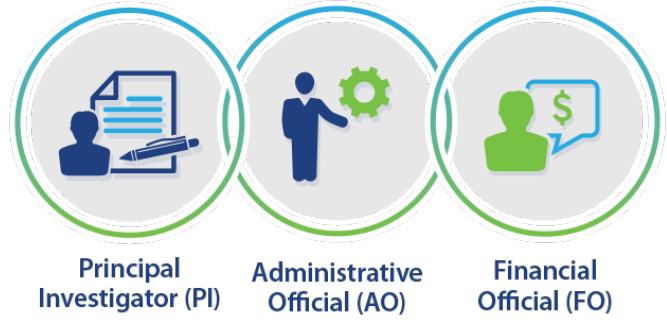 $
Principal
Investigator (PI)
Administrative
Official (AO)
Financial
Official (FO)